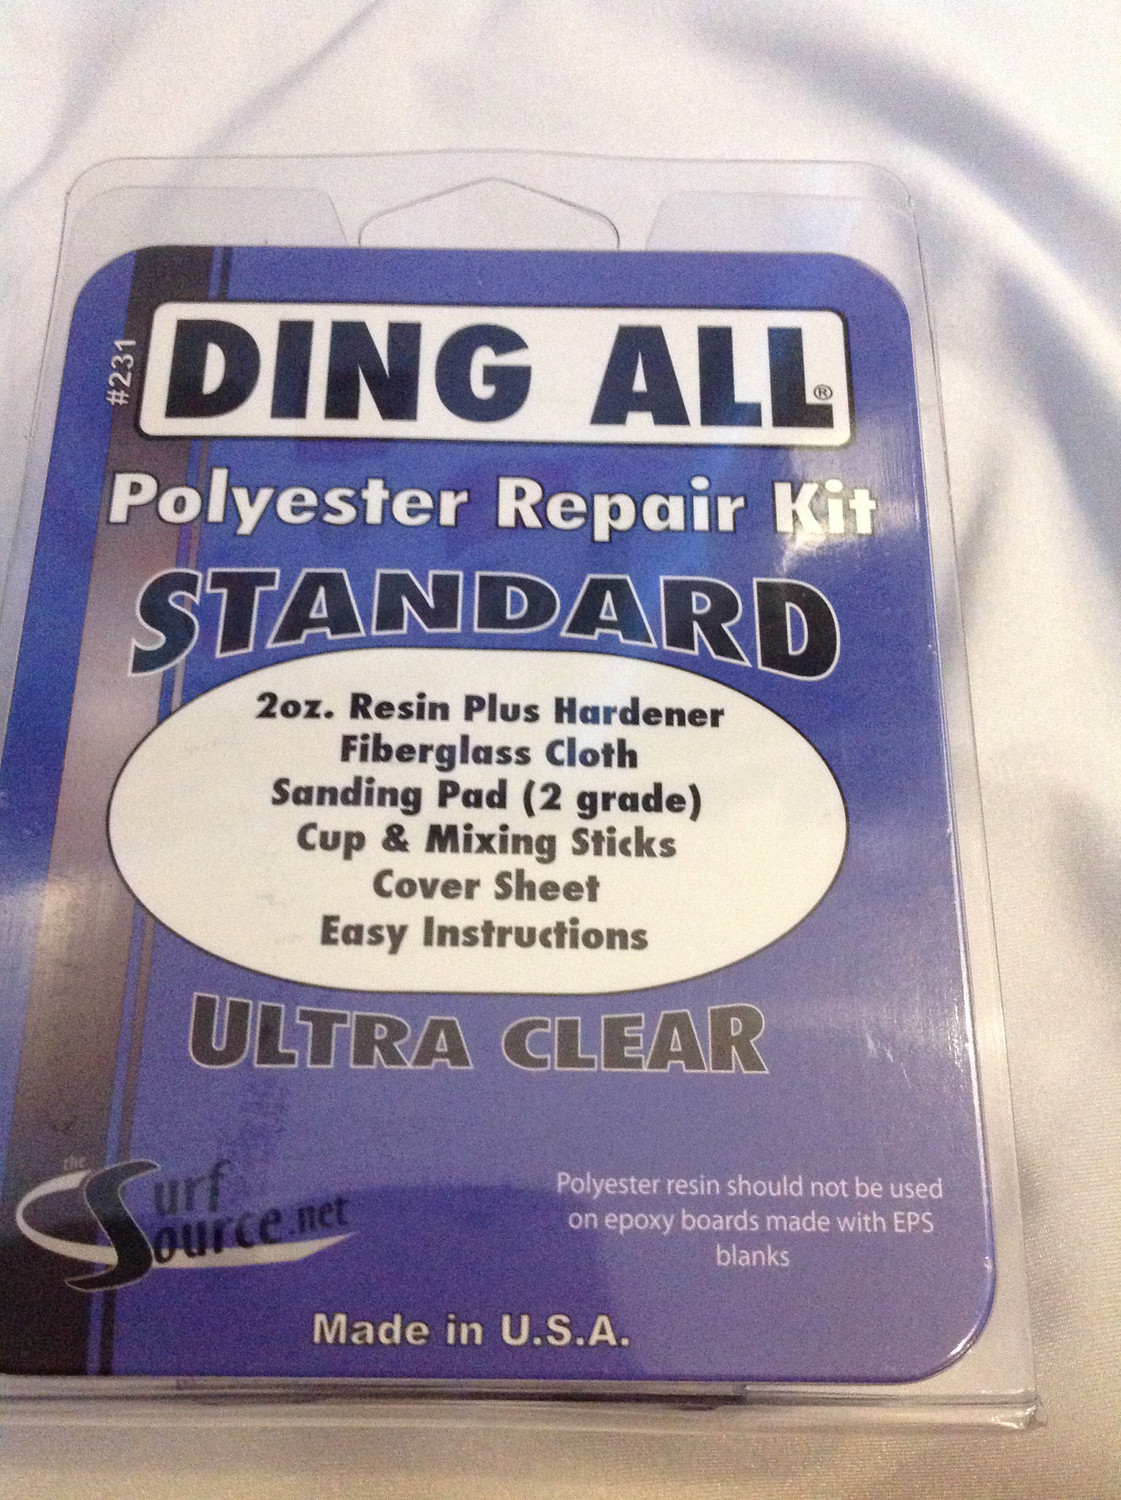 #231
DING ALL®
Polyester Repair Kit
STANDARD
2oz. Resin Plus Hardener
Fiberglass Cloth
Sanding Pad (2 grade)
Cup & Mixing Sticks
Cover Sheet
Easy Instructions
ULTRA CLEAR
the
Surf
Source.net
Polyester resin should not be used
on epoxy boards made with EPS
blanks
Made in U.S.A.